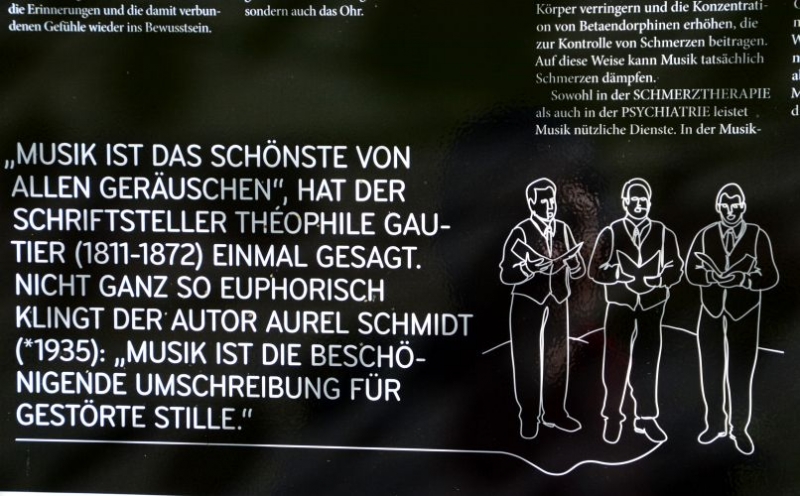 die Erinnerungen und die damit verbun-
denen Gefühle wieder ins Bewusstsein.
sondern auch das Ohr.
Körper verringern und die Konzentrati-
on von Betaendorphinen erhöhen, die
zur Kontrolle von Schmerzen beitragen.
Auf diese Weise kann Musik tatsächlich
Schmerzen dämpfen.
Sowohl in der SCHMERZTHERAPIE
als auch in der PSYCHIATRIE leistet
Musik nützliche Dienste. In der Musik-
„MUSIK IST DAS SCHÖNSTE VON
ALLEN GERÄUSCHEN“, HAT DER
SCHRIFTSTELLER THÉOPHILE GAU-
TIER (1811-1872) EINMAL GESAGT.
NICHT GANZ SO EUPHORISCH
KLINGT DER AUTOR AUREL SCHMIDT
(*1935): „MUSIK IST DIE BESCHÖ-
NIGENDE UMSCHREIBUNG FÜR
GESTÖRTE STILLE.“